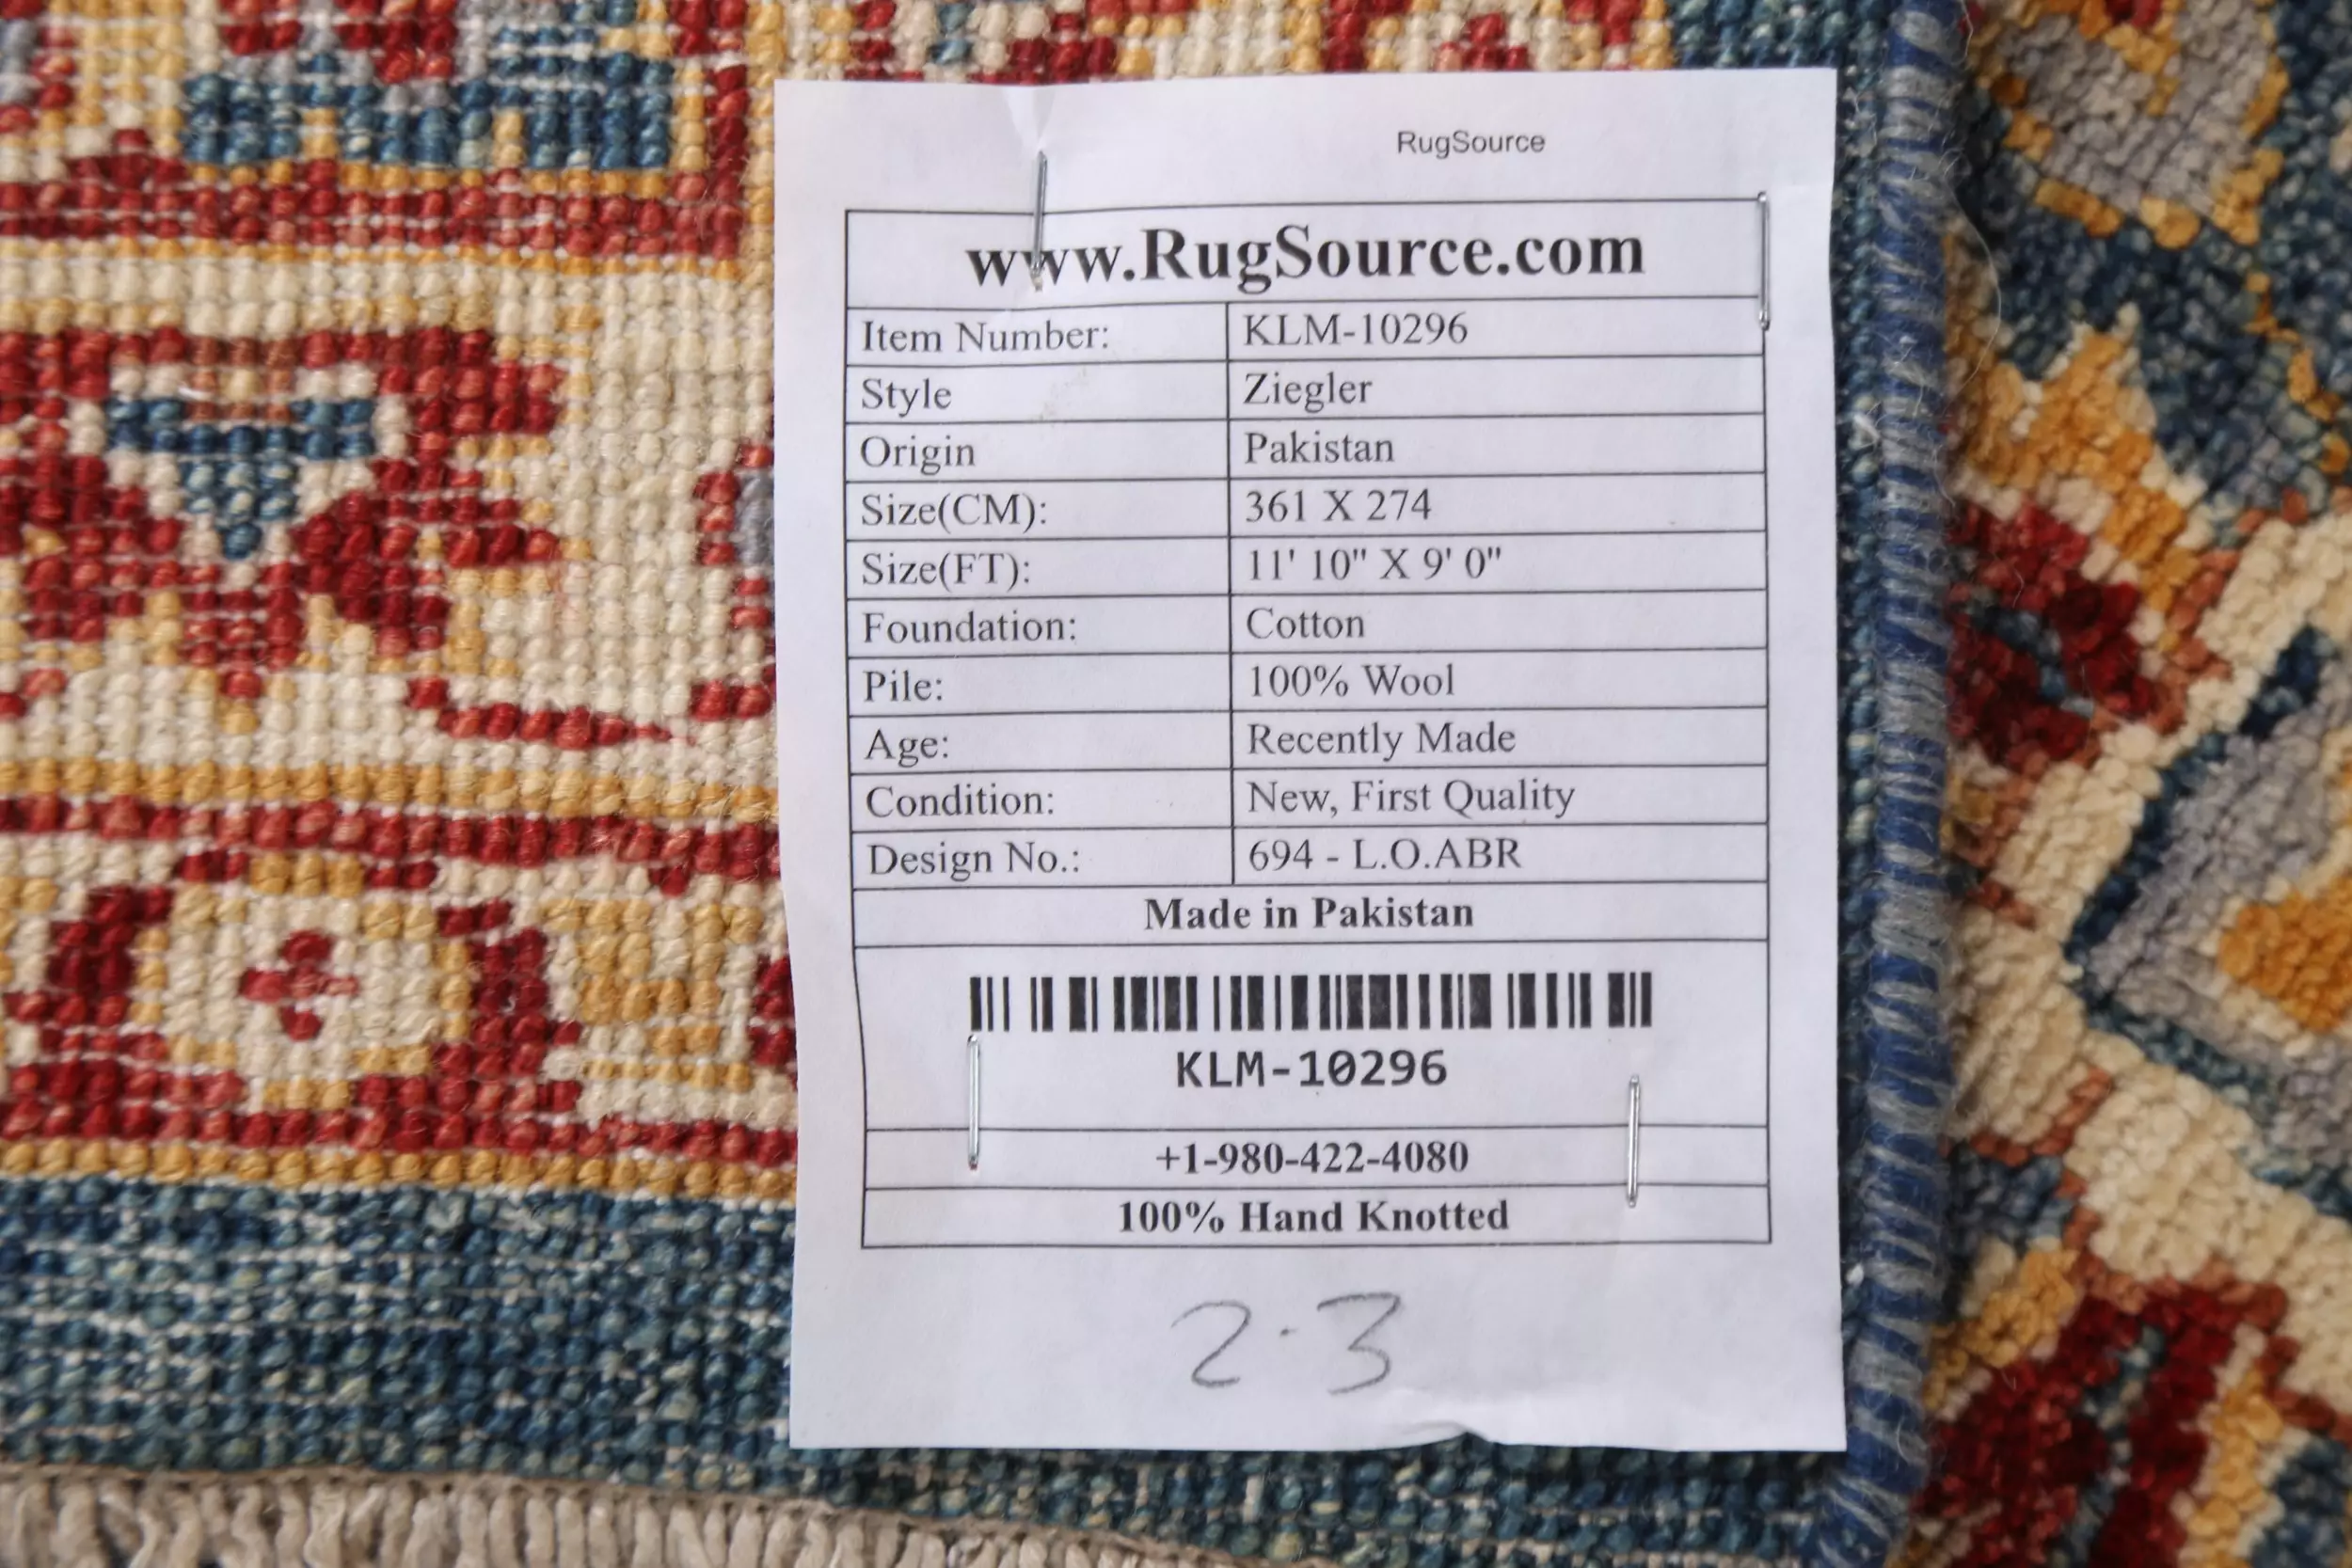 RugSource
www.RugSource.com
Item Number: KLM-10296
Style Ziegler
Origin Pakistan
Size(CM): 361 X 274
Size(FT): 11' 10" X 9' 0"
Foundation: Cotton
Pile: 100% Wool
Age: Recently Made
Condition: New, First Quality
Design No.: 694 - L.O.ABR
Made in Pakistan
KLM-10296
+1-980-422-4080
100% Hand Knotted
2·3